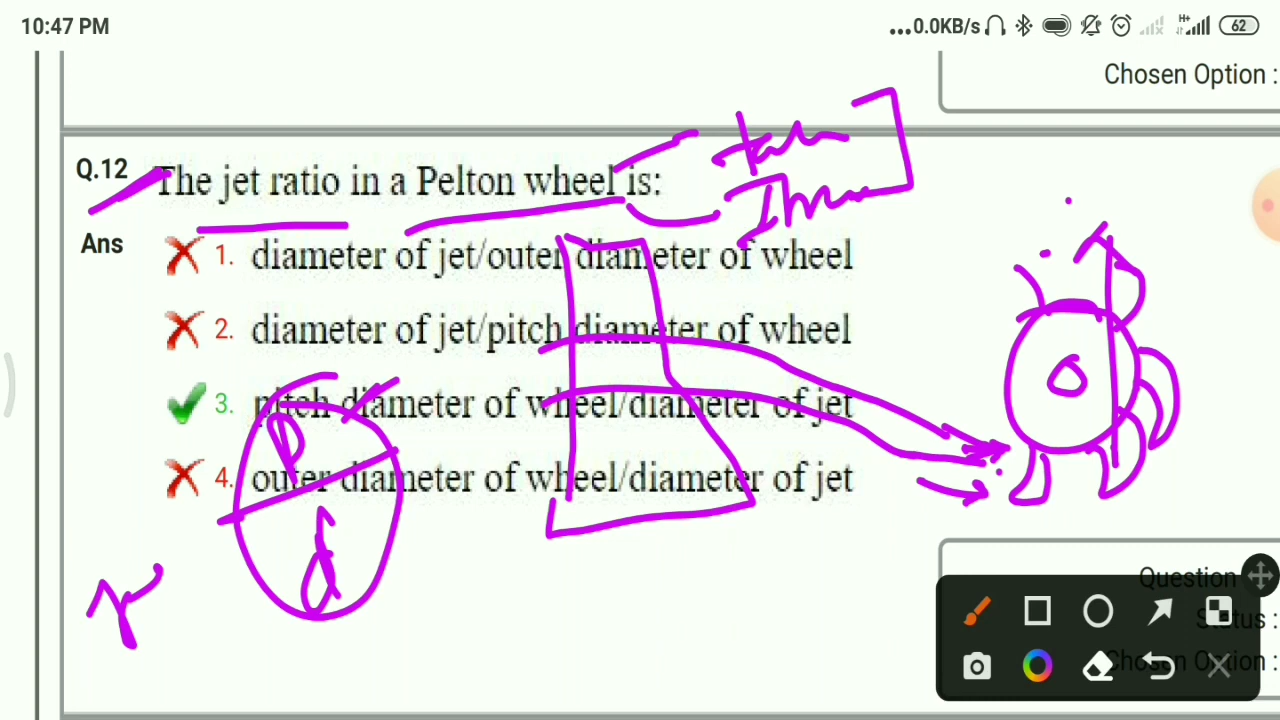 10:47 PM ...0.0KB/s H+ 62
Chosen Option :
Q.12 The jet ratio in a Pelton wheel is:
Ans 1. diameter of jet/outer diameter of wheel
2. diameter of jet/pitch diameter of wheel
3. pitch diameter of wheel/diameter of jet
4. outer diameter of wheel/diameter of jet
D
d
Question
Status :
Chosen Option :